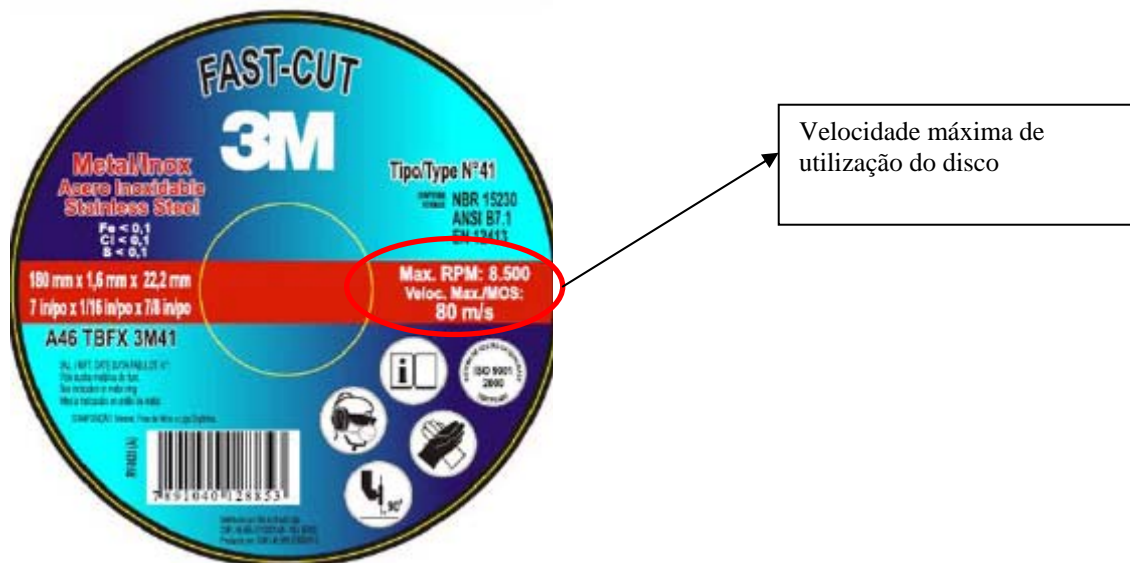 FAST-CUT
3M
Metal/Inox
Acero Inoxidable
Stainless Steel
Fe < 0,1
Cl < 0,1
S < 0,1
Tipo/Type N°41
NBR 15230
ANSI B7.1
EN 12413
180 mm x 1,6 mm x 22,2 mm
7 in/po x 1/16 in/po x 7/8 in/po
Max. RPM: 8.500
Veloc. Max./MOS:
80 m/s
A46 TBFX 3M41
i
ISO 9001
2000
90°
7891040128853
Velocidade máxima de
utilização do disco